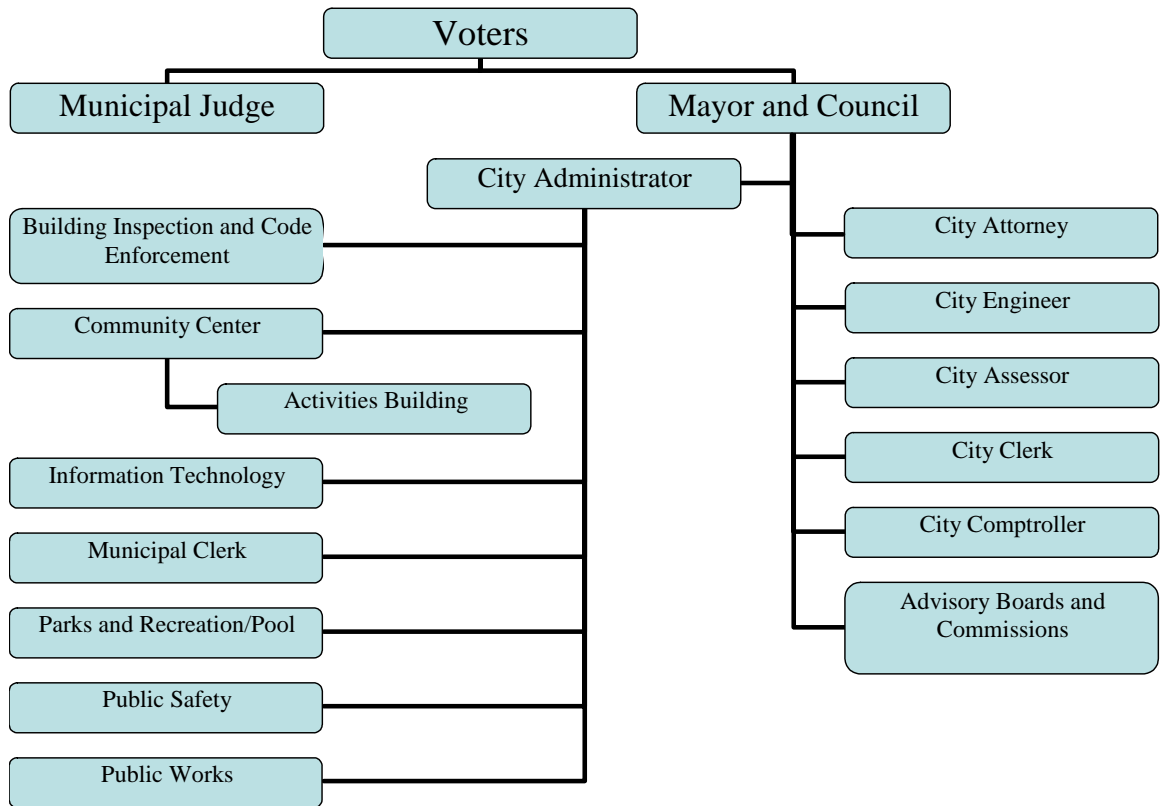 Voters
Municipal Judge
Mayor and Council
City Administrator
Building Inspection and Code
Enforcement
Community Center
Activities Building
Information Technology
Municipal Clerk
Parks and Recreation/Pool
Public Safety
Public Works
City Attorney
City Engineer
City Assessor
City Clerk
City Comptroller
Advisory Boards and
Commissions